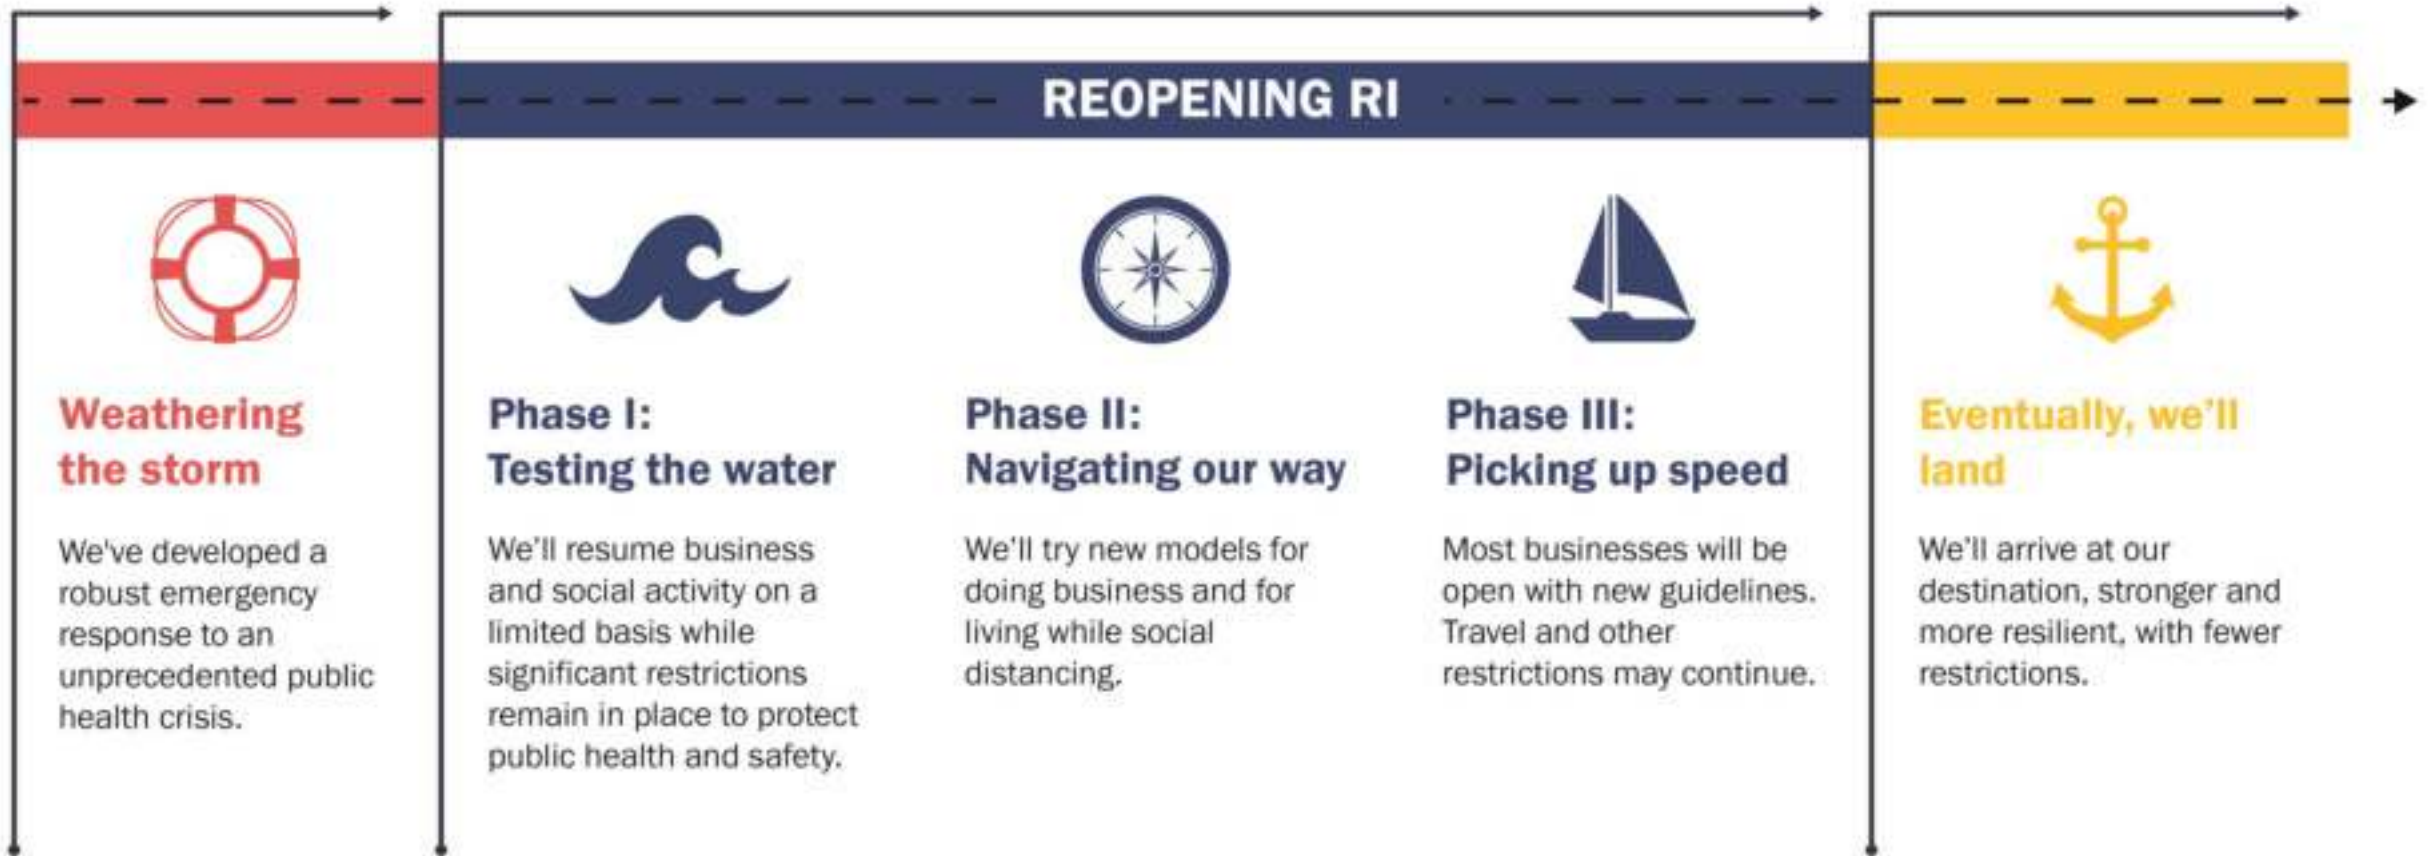 REOPENING RI
Weathering
the storm
We've developed a
robust emergency
response to an
unprecedented public
health crisis.
Phase I:
Testing the water
We'll resume business
and social activity on a
limited basis while
significant restrictions
remain in place to protect
public health and safety.
Phase II:
Navigating our way
We'll try new models for
doing business and for
living while social
distancing.
Phase III:
Picking up speed
Most businesses will be
open with new guidelines.
Travel and other
restrictions may continue.
Eventually, we'll
land
We'll arrive at our
destination, stronger and
more resilient, with fewer
restrictions.